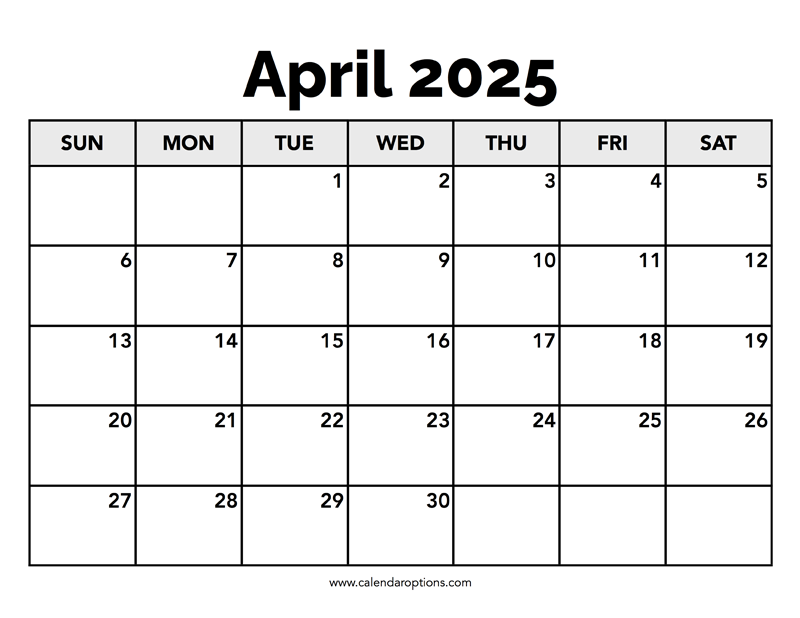 April 2025
SUN MON TUE WED THU FRI SAT
1 2 3 4 5
6 7 8 9 10 11 12
13 14 15 16 17 18 19
20 21 22 23 24 25 26
27 28 29 30
www.calendaroptions.com